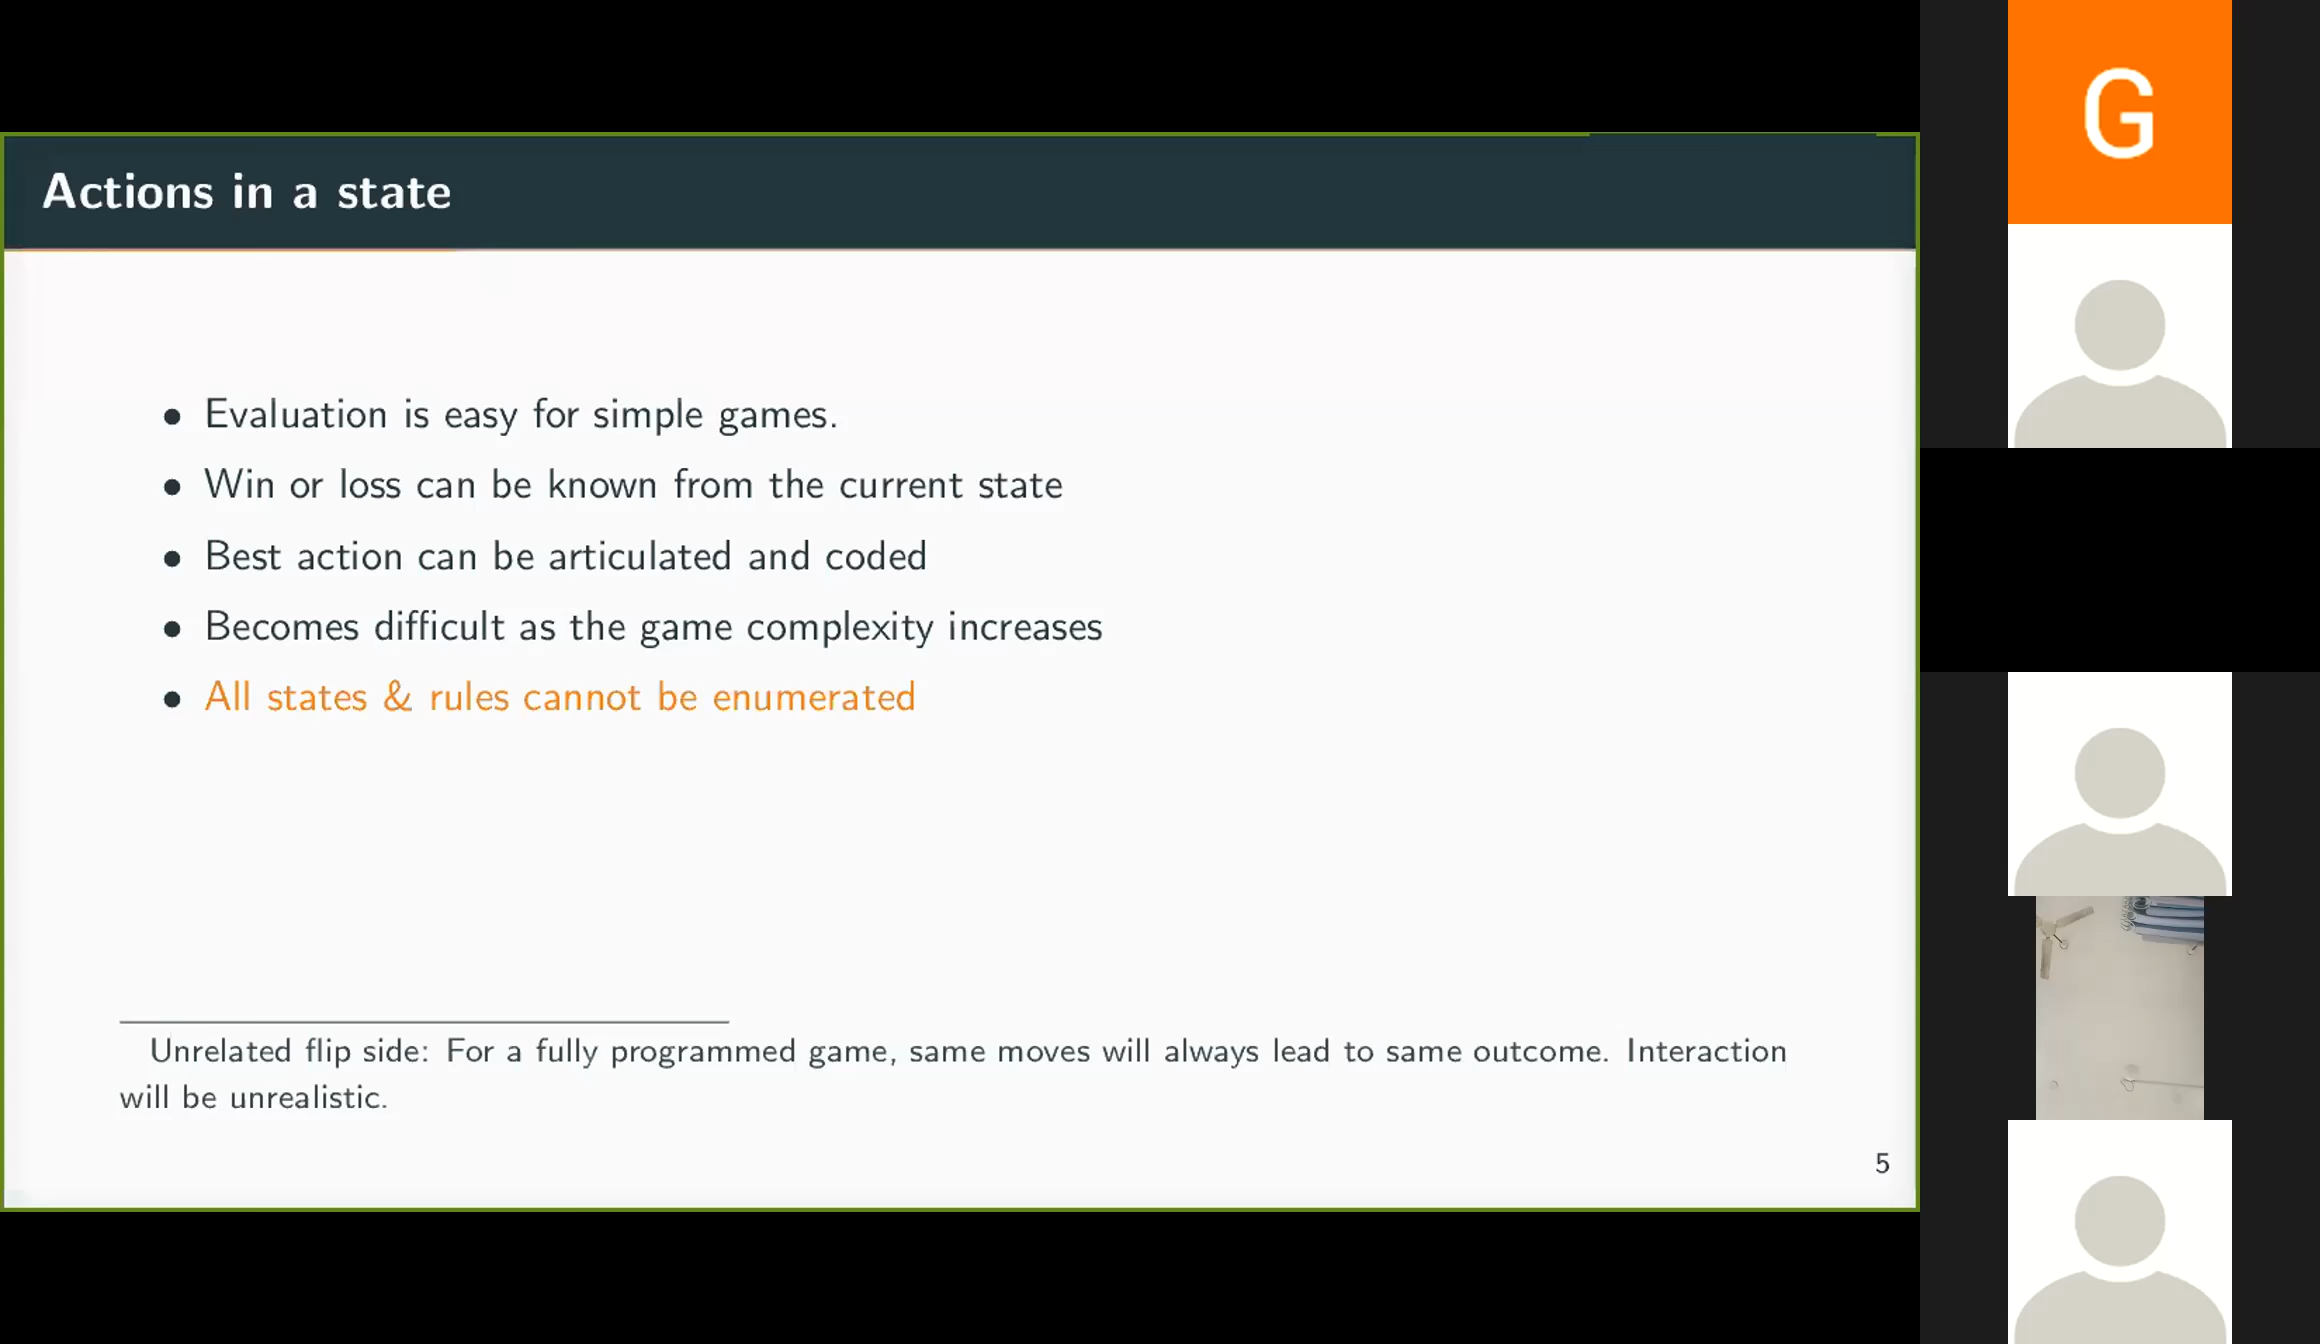 Actions in a state
• Evaluation is easy for simple games.
• Win or loss can be known from the current state
• Best action can be articulated and coded
• Becomes difficult as the game complexity increases
• All states & rules cannot be enumerated
Unrelated flip side: For a fully programmed game, same moves will always lead to same outcome. Interaction
will be unrealistic.
5
G